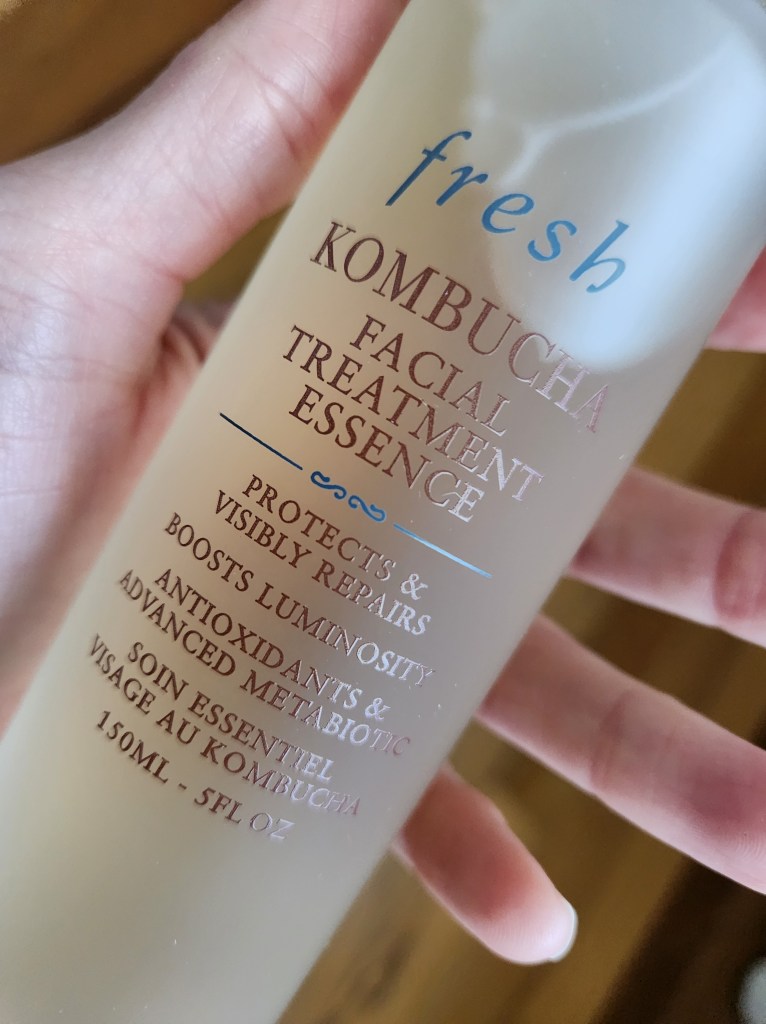 fresh
KOMBUCHA
FACIAL
TREATMENT
ESSENCE
PROTECTS &
VISIBLY REPAIRS
BOOSTS LUMINOSITY
ANTIOXIDANTS &
ADVANCED METABIOTIC
SOIN ESSENTIEL
VISAGE AU KOMBUCHA
150ML - 5FL OZ